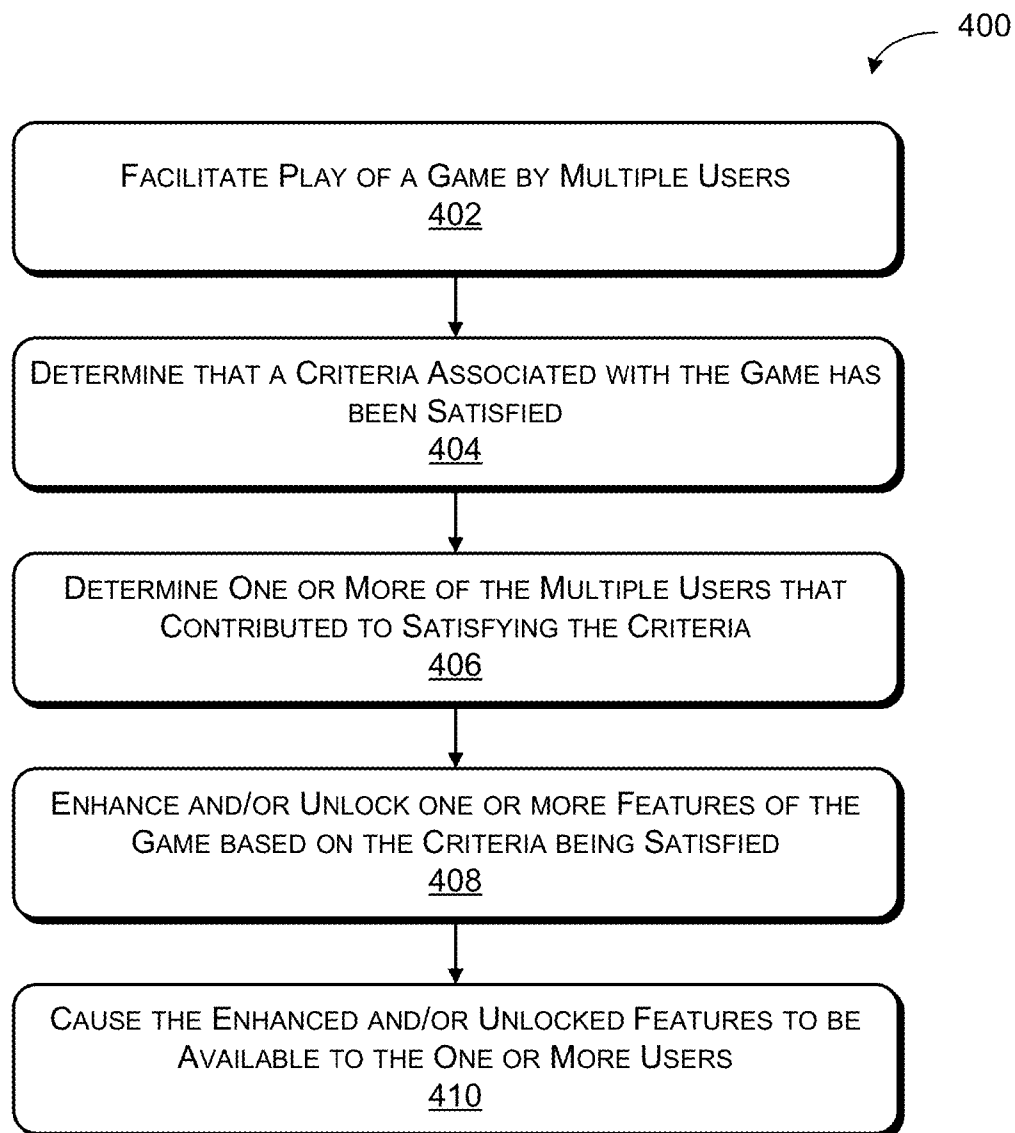 400
FACILITATE PLAY OF A GAME BY MULTIPLE USERS
402
DETERMINE THAT A CRITERIA ASSOCIATED WITH THE GAME HAS
BEEN SATISFIED
404
DETERMINE ONE OR MORE OF THE MULTIPLE USERS THAT
CONTRIBUTED TO SATISFYING THE CRITERIA
406
ENHANCE AND/OR UNLOCK ONE OR MORE FEATURES OF THE
GAME BASED ON THE CRITERIA BEING SATISFIED
408
CAUSE THE ENHANCED AND/OR UNLOCKED FEATURES TO BE
AVAILABLE TO THE ONE OR MORE USERS
410